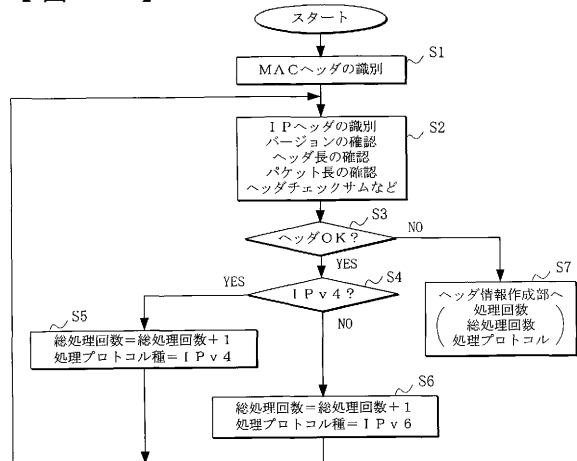 スタート
MACヘッダの識別
S1
IPヘッダの識別
バージョンの確認
ヘッダ長の確認
パケット長の確認
ヘッダチェックサムなど
S2
ヘッダOK?
S3
NO
YES
IPv4?
S4
YES
NO
S5
総処理回数=総処理回数+1
処理プロトコル種=IPv4
S7
ヘッダ情報作成部へ
処理回数
総処理回数
処理プロトコル
S6
総処理回数=総処理回数+1
処理プロトコル種=IPv6